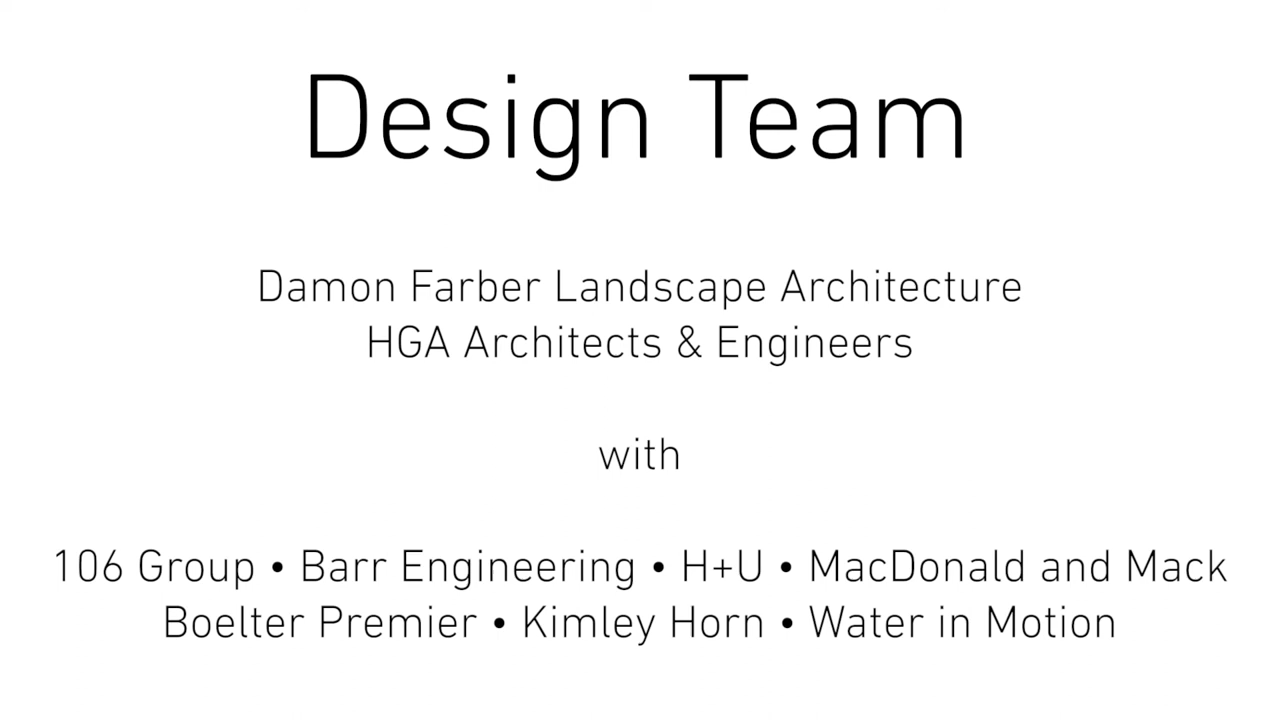 Design Team
Damon Farber Landscape Architecture
HGA Architects & Engineers
with
106 Group • Barr Engineering • H+U • MacDonald and Mack
Boelter Premier • Kimley Horn • Water in Motion